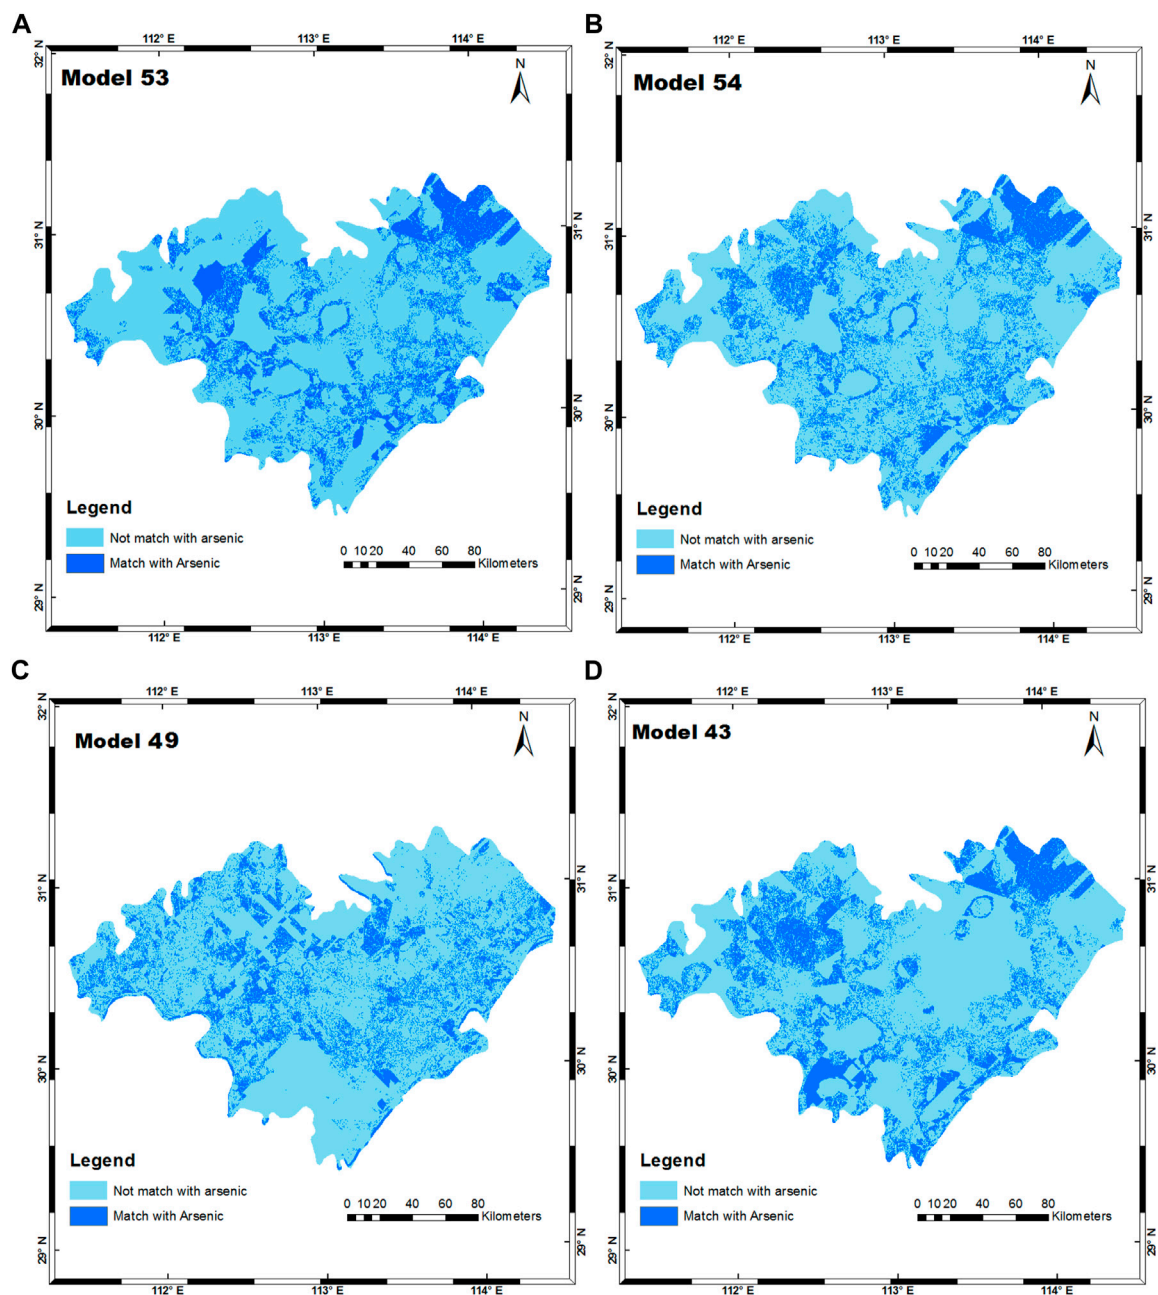 A
112° E 113° E 114° E
32° N
Model 53
N
31° N
31° N
30° N
30° N
Legend
Not match with arsenic
Match with Arsenic
0 10 20 40 60 80
Kilometers
29° N
29° N
112° E 113° E 114° E
B
112° E 113° E 114° E
32° N
Model 54
N
31° N
31° N
30° N
30° N
Legend
Not match with arsenic
Match with Arsenic
0 10 20 40 60 80
Kilometers
29° N
29° N
112° E 113° E 114° E
C
112° E 113° E 114° E
32° N
Model 49
N
31° N
31° N
30° N
30° N
Legend
Not match with arsenic
Match with Arsenic
0 10 20 40 60 80
Kilometers
29° N
29° N
112° E 113° E 114° E
D
112° E 113° E 114° E
32° N
Model 43
N
31° N
31° N
30° N
30° N
Legend
Not match with arsenic
Match with Arsenic
0 10 20 40 60 80
Kilometers
29° N
29° N
112° E 113° E 114° E